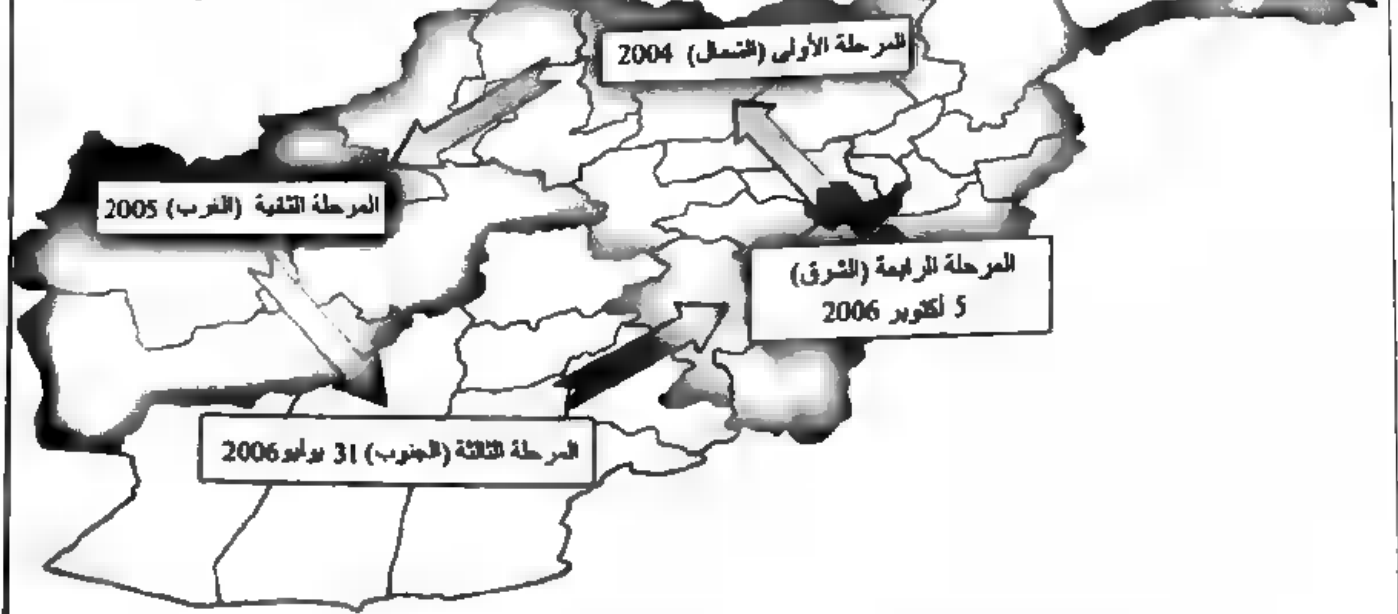 المرحلة الأولى (الشمال) 2004
المرحلة الثانية (الغرب) 2005
المرحلة الثالثة (الجنوب) 31 يوليو 2006
المرحلة الرابعة (الشرق)
5 أكتوبر 2006